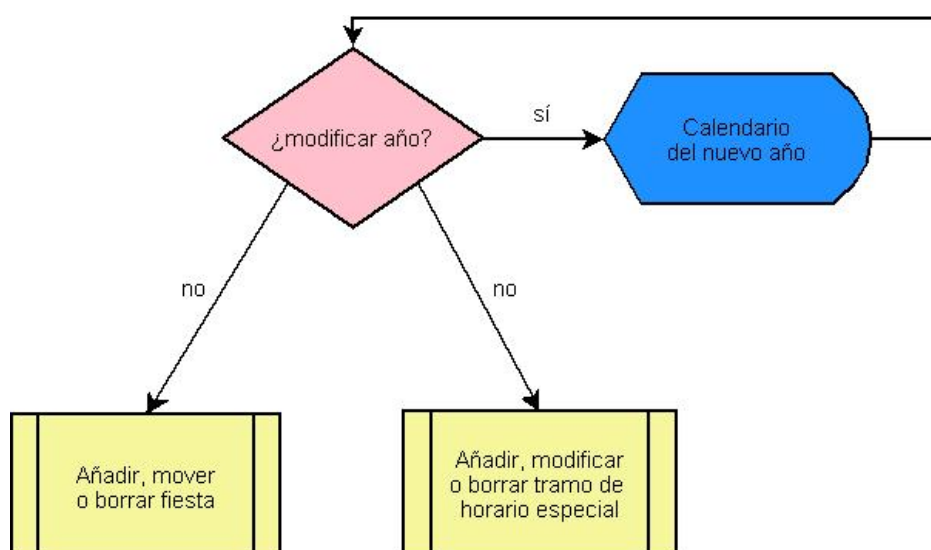 ¿modificar año?
sí
Calendario
del nuevo año
no
no
Añadir, mover
o borrar fiesta
Añadir, modificar
o borrar tramo de
horario especial